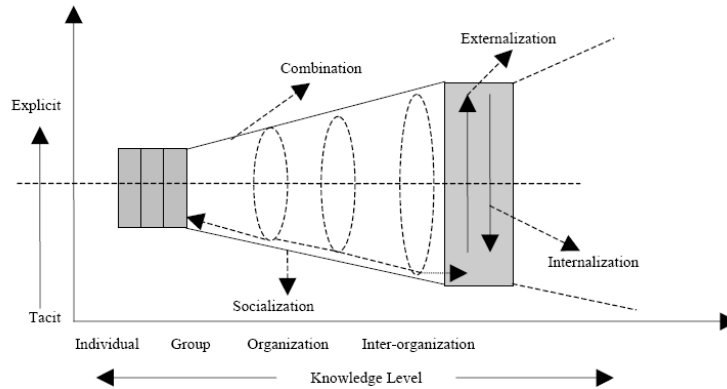 Externalization
Combination
Explicit
Internalization
Socialization
Tacit
Individual Group Organization Inter-organization
Knowledge Level